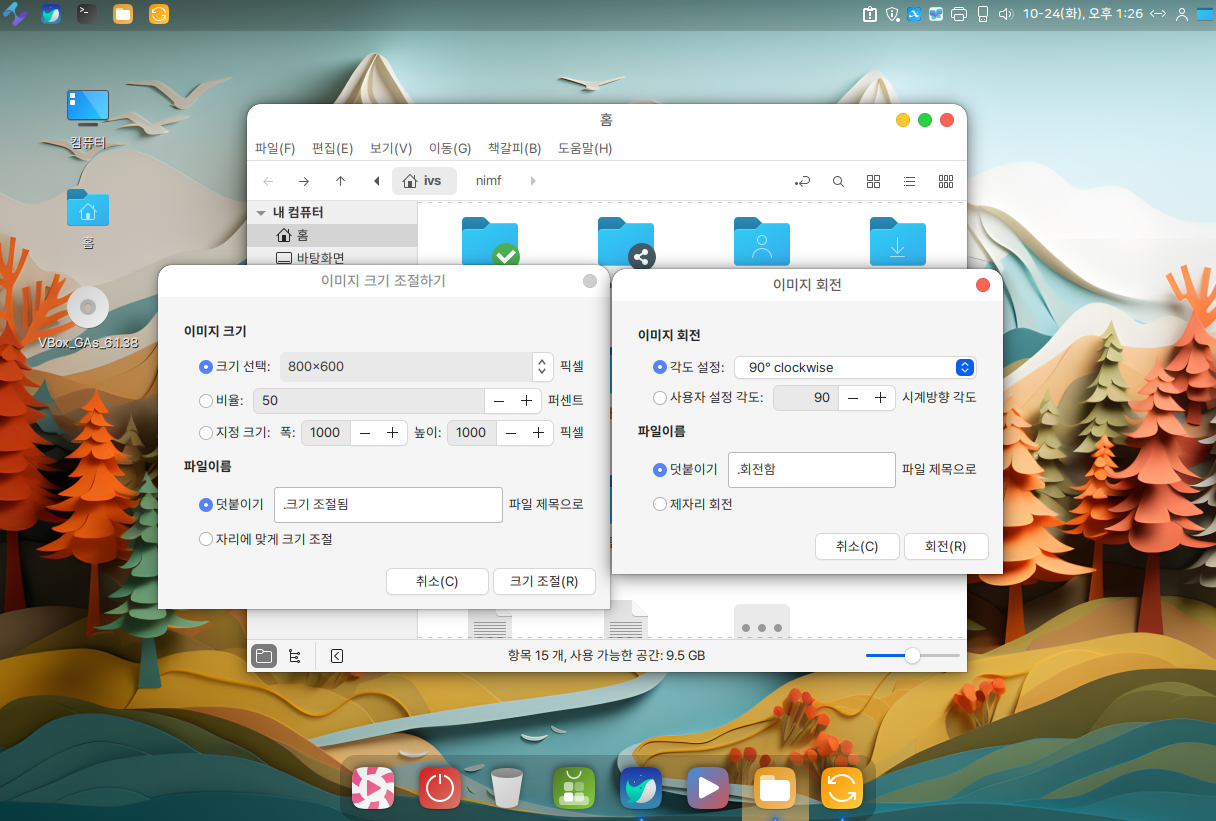 10-24(화), 오후 1:26
컴퓨터
홈
VBox_GAs_6.1.38
홈
파일(F) 편집(E) 보기(V) 이동(G) 책갈피(B) 도움말(H)
ivs nimf
내 컴퓨터
홈
바탕화면
이미지 크기 조절하기
이미지 크기
크기 선택: 800×600 픽셀
비율: 50 퍼센트
지정 크기: 폭: 1000 높이: 1000 픽셀
파일이름
덧붙이기 .크기 조절됨 파일 제목으로
자리에 맞게 크기 조절
취소(C) 크기 조절(R)
이미지 회전
이미지 회전
각도 설정: 90° clockwise
사용자 설정 각도: 90 시계방향 각도
파일이름
덧붙이기 .회전함 파일 제목으로
제자리 회전
취소(C) 회전(R)
항목 15 개, 사용 가능한 공간: 9.5 GB